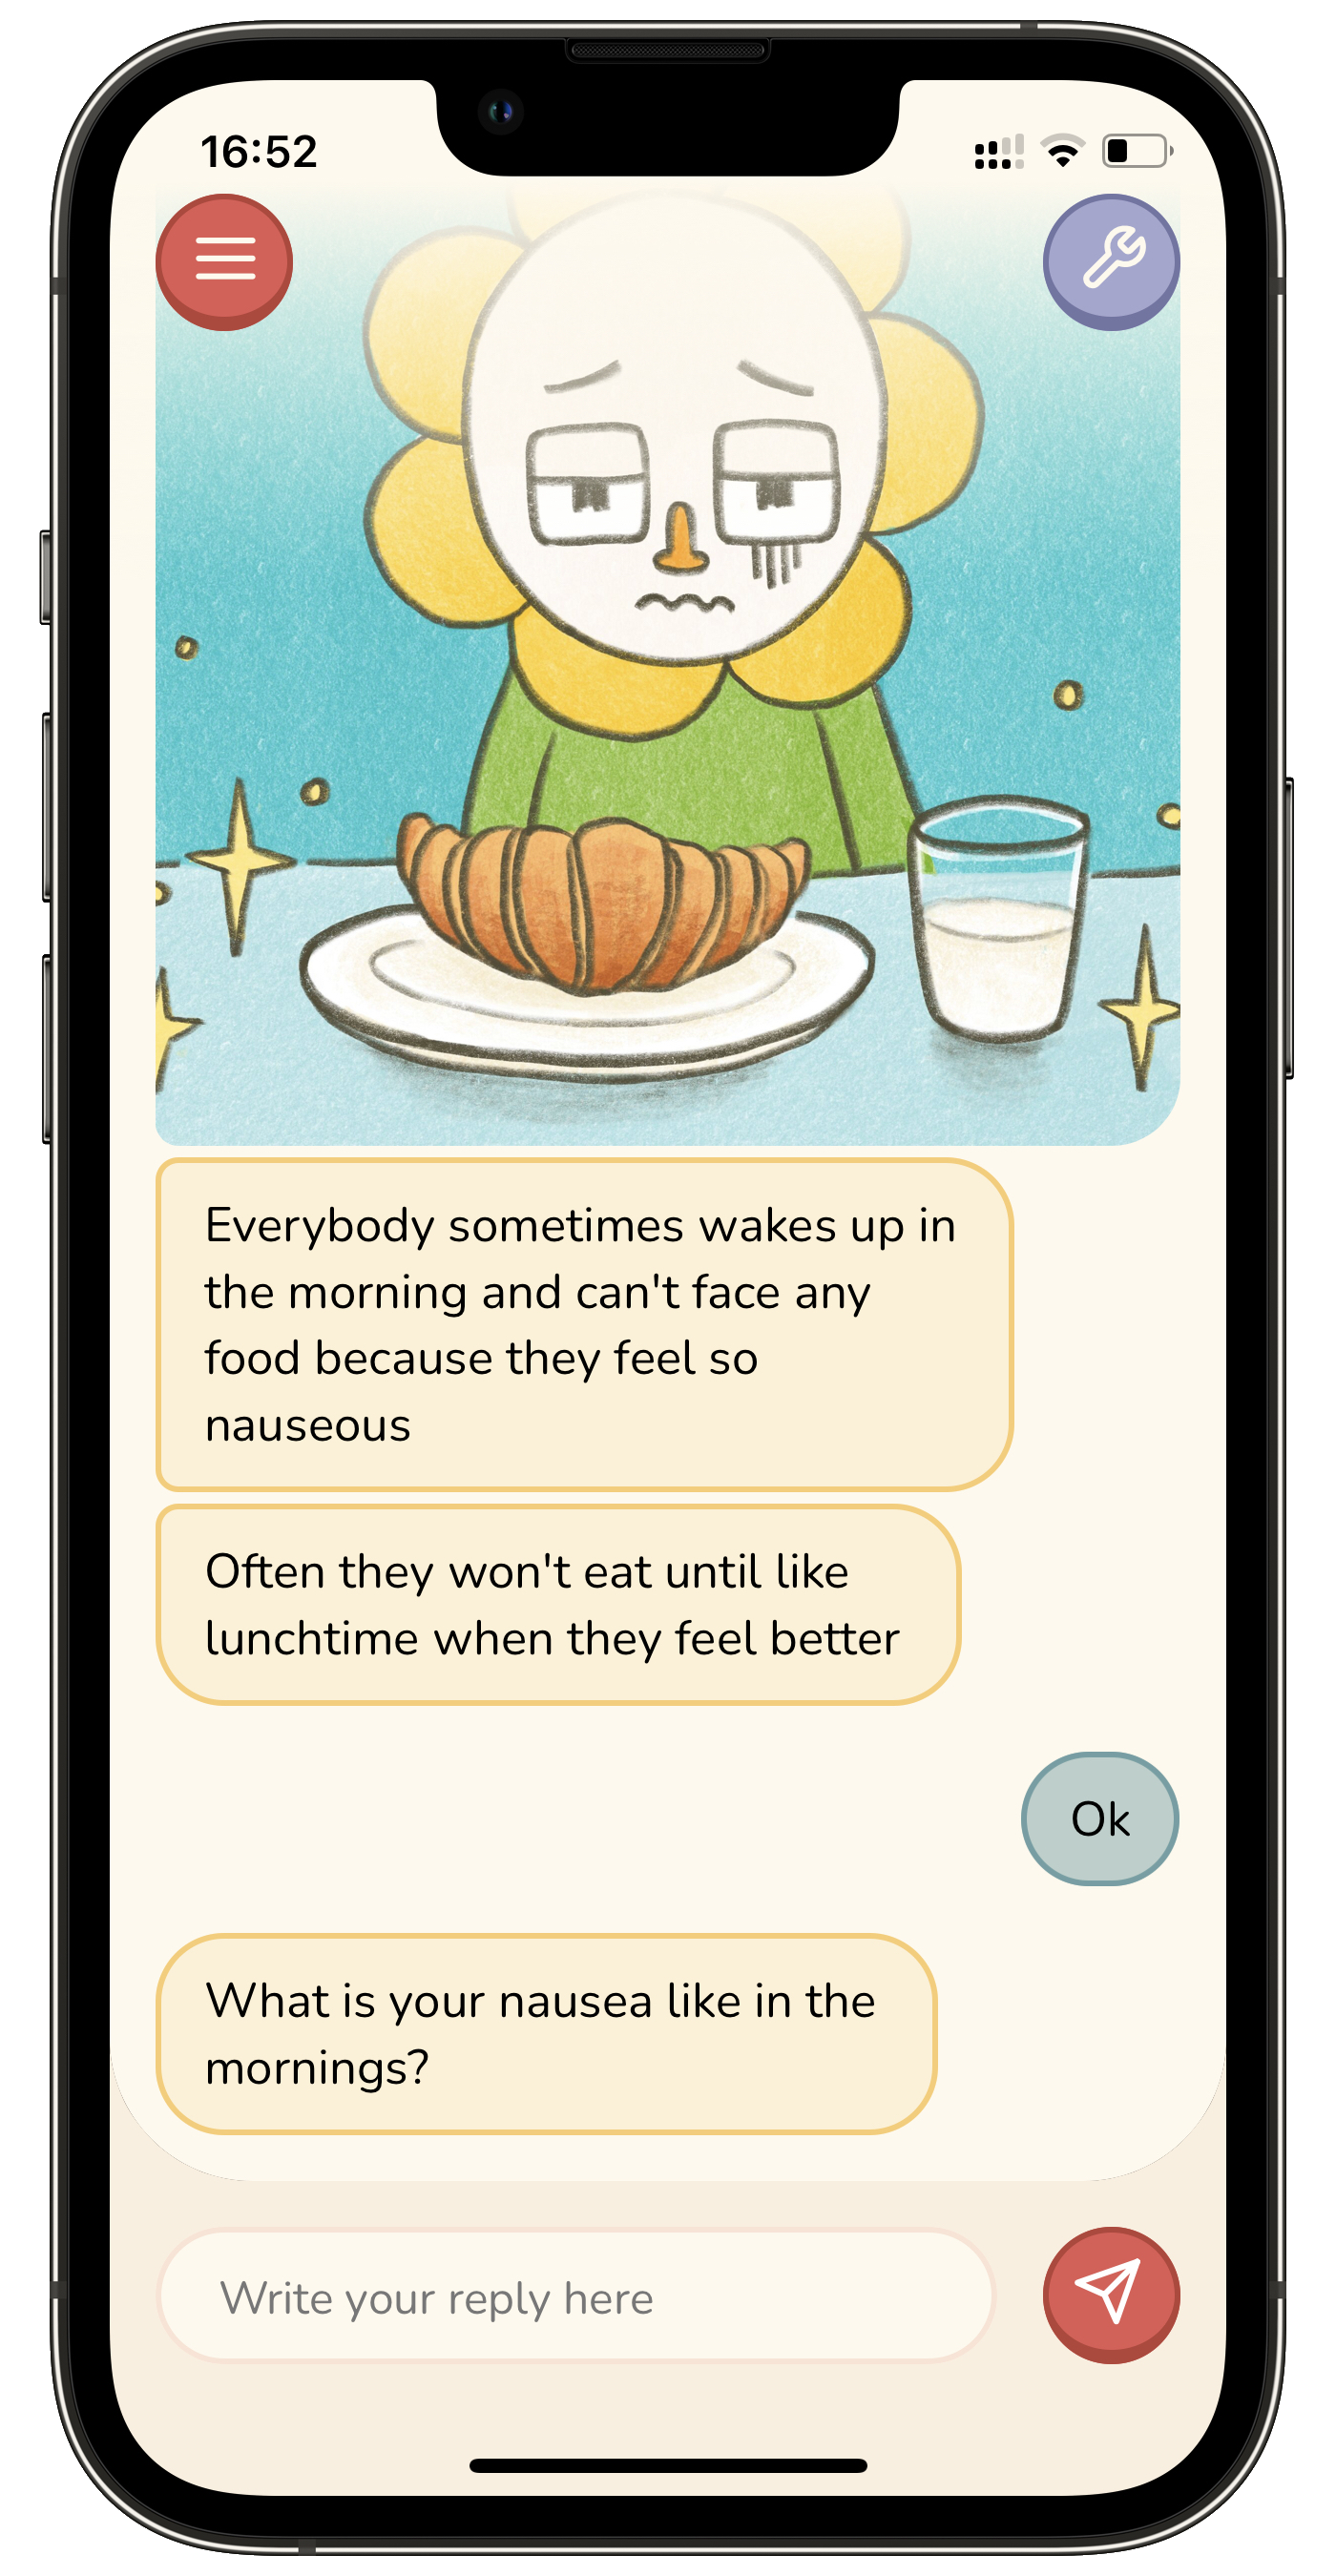 16:52
Everybody sometimes wakes up in
the morning and can't face any
food because they feel so
nauseous
Often they won't eat until like
lunchtime when they feel better
Ok
What is your nausea like in the
mornings?
Write your reply here